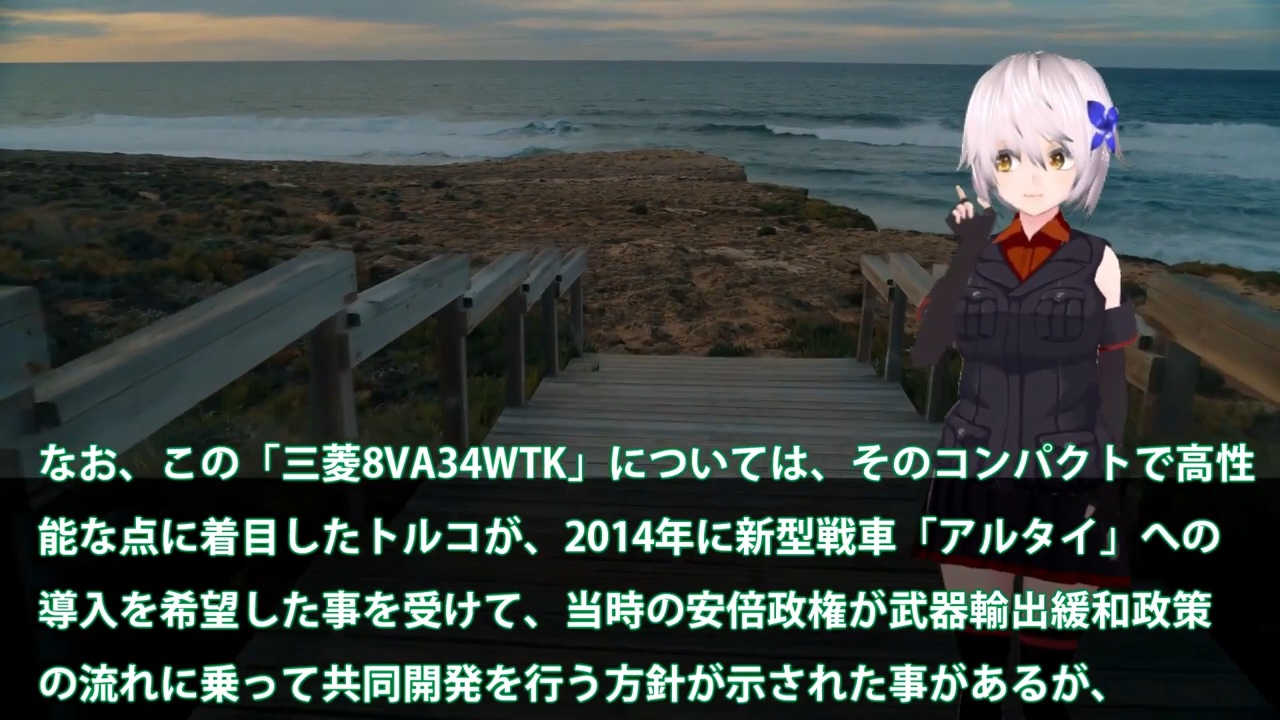 なお、この「三菱8VA34WTK」については、そのコンパクトで高性
能な点に着目したトルコが、2014年に新型戦車「アルタイ」への
導入を希望した事を受けて、当時の安倍政権が武器輸出緩和政策
の流れに乗って共同開発を行う方針が示された事があるが、